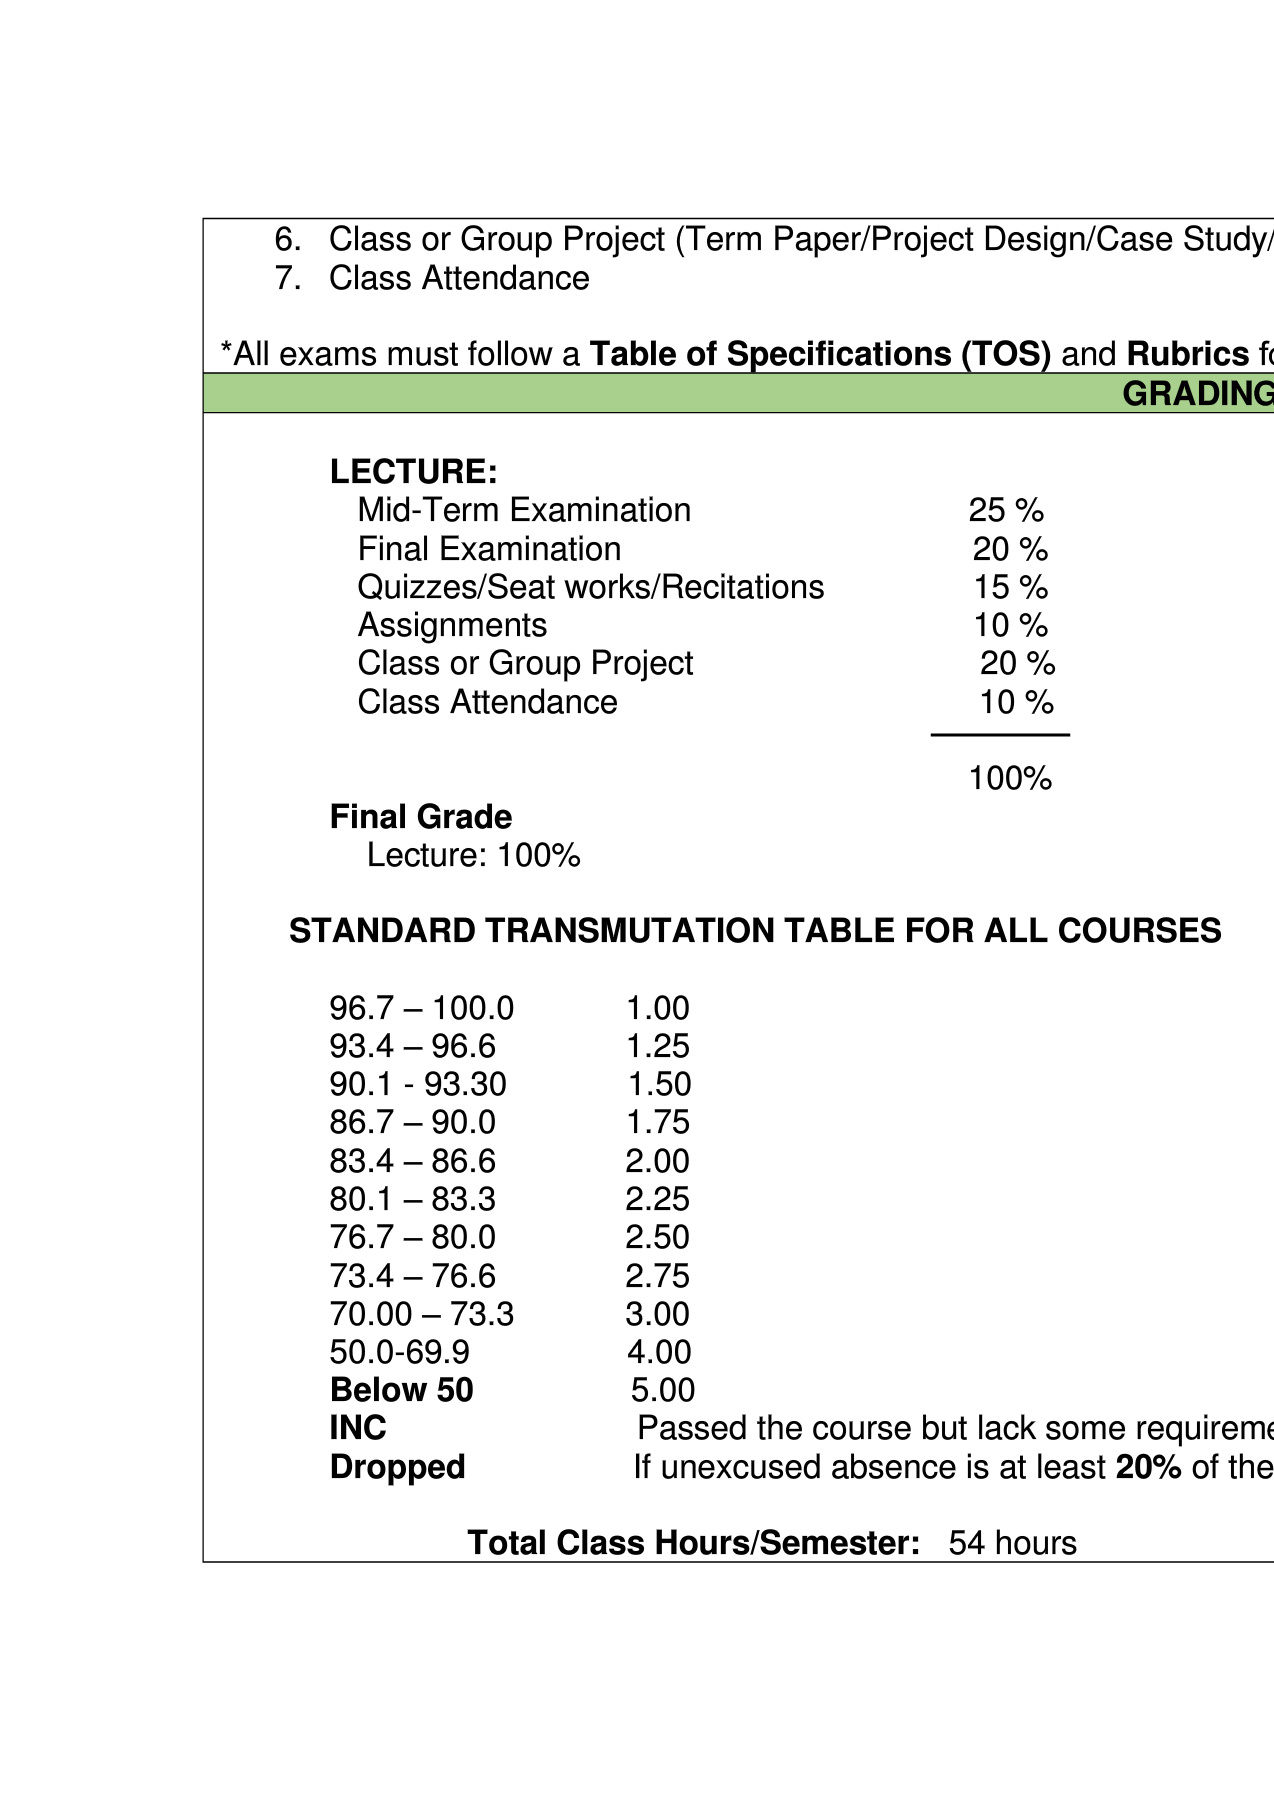 6. Class or Group Project (Term Paper/Project Design/Case Study/
7. Class Attendance
*All exams must follow a Table of Specifications (TOS) and Rubrics
GRADING
LECTURE:
Mid-Term Examination 25 %
Final Examination 20 %
Quizzes/Seat works/Recitations 15 %
Assignments 10 %
Class or Group Project 20 %
Class Attendance 10 %
100%
Final Grade
Lecture: 100%
STANDARD TRANSMUTATION TABLE FOR ALL COURSES
96.7 – 100.0 1.00
93.4 – 96.6 1.25
90.1 - 93.30 1.50
86.7 – 90.0 1.75
83.4 – 86.6 2.00
80.1 – 83.3 2.25
76.7 – 80.0 2.50
73.4 – 76.6 2.75
70.00 – 73.3 3.00
50.0-69.9 4.00
Below 50 5.00
INC Passed the course but lack some
Dropped If unexcused absence is at least 20% of the
Total Class Hours/Semester: 54 hours